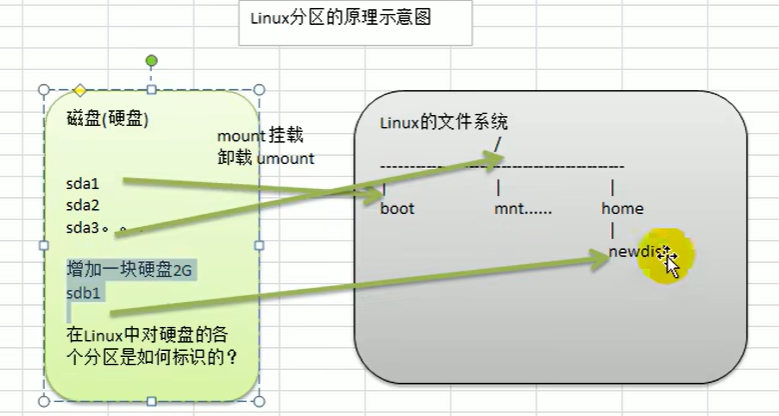 Linux分区的原理示意图
磁盘(硬盘)
mount 挂载
卸载 umount
sda1
sda2
sda3。。.
增加一块硬盘2G
sdb1
在Linux中对硬盘的各
个分区是如何标识的？
Linux的文件系统
/
-----------------------------------------------
| | |
boot mnt...... home
|
newdisk